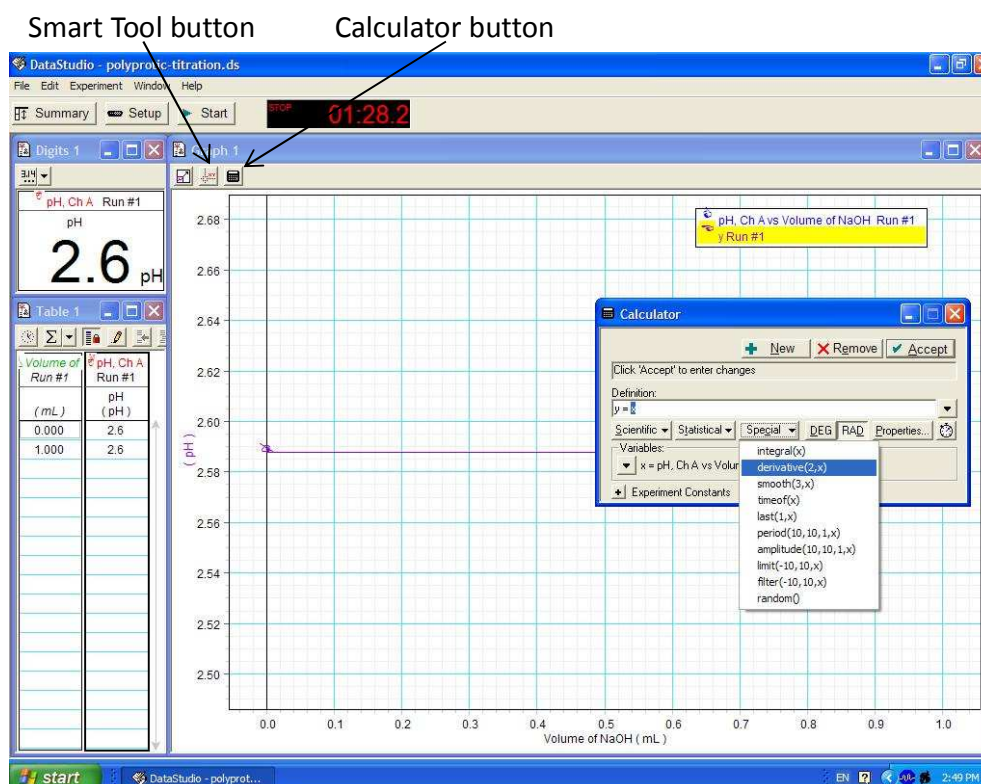 Smart Tool button Calculator button
DataStudio - polyprotic-titration.ds
File Edit Experiment Window Help
Summary Setup Start STOP 01:28.2
Digits 1
3.14
pH, Ch A Run #1
pH
2.6 pH
Table 1
Σ
Volume of pH, Ch A
Run #1 Run #1
pH
( mL ) ( pH )
0.000 2.6
1.000 2.6
Graph 1
pH, Ch A vs Volume of NaOH Run #1
y Run #1
2.68
2.66
2.64
2.62
2.60
2.58
2.56
2.54
2.52
2.50
( pH )
0.0 0.1 0.2 0.3 0.4 0.5 0.6 0.7 0.8 0.9 1.0
Volume of NaOH ( mL )
Calculator
New Remove Accept
Click 'Accept' to enter changes
Definition:
y = x
Scientific Statistical Special DEG RAD Properties...
Variables:
x = pH, Ch A vs Volur
Experiment Constants
integral(x)
derivative(2,x)
smooth(3,x)
timeof(x)
last(1,x)
period(10,10,1,x)
amplitude(10,10,1,x)
limit(-10,10,x)
filter(-10,10,x)
random()
start DataStudio - polyprot... EN ? 2:49 PM